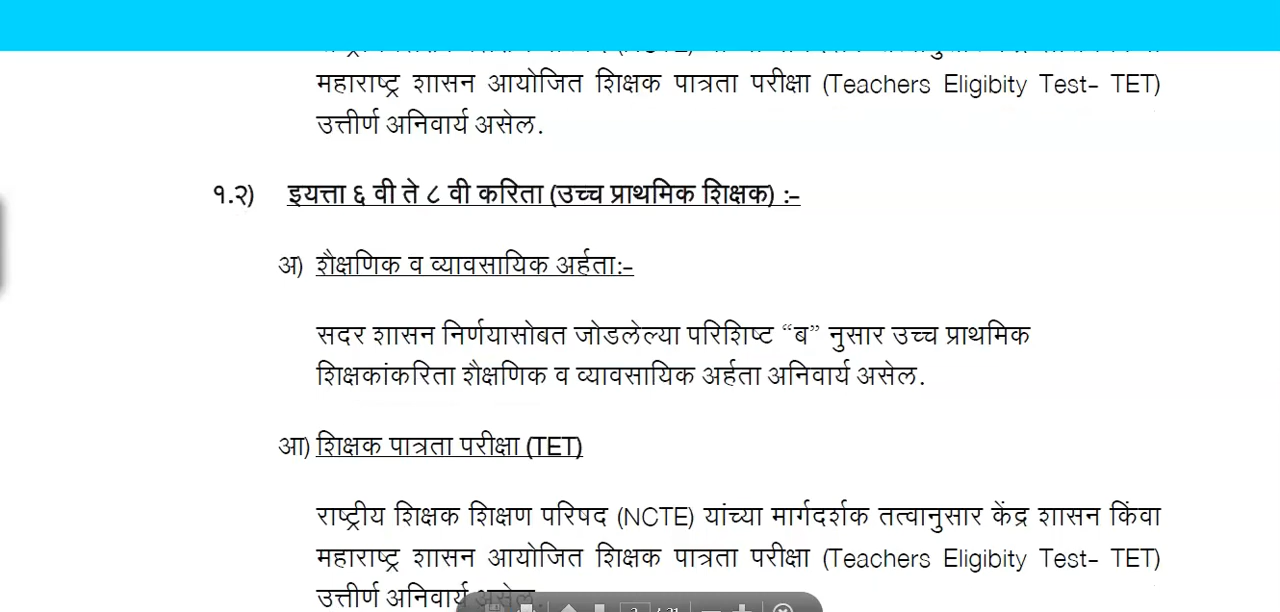 महाराष्ट्र शासन आयोजित शिक्षक पात्रता परीक्षा (Teachers Eligibity Test- TET)
उत्तीर्ण अनिवार्य असेल.
१.२) इयत्ता ६ वी ते ८ वी करिता (उच्च प्राथमिक शिक्षक) :-
अ) शैक्षणिक व व्यावसायिक अर्हता:-
सदर शासन निर्णयासोबत जोडलेल्या परिशिष्ट “ब” नुसार उच्च प्राथमिक
शिक्षकांकरिता शैक्षणिक व व्यावसायिक अर्हता अनिवार्य असेल.
आ) शिक्षक पात्रता परीक्षा (TET)
राष्ट्रीय शिक्षक शिक्षण परिषद (NCTE) यांच्या मार्गदर्शक तत्वानुसार केंद्र शासन किंवा
महाराष्ट्र शासन आयोजित शिक्षक पात्रता परीक्षा (Teachers Eligibity Test- TET)
उत्तीर्ण अनिवार्य असेल.